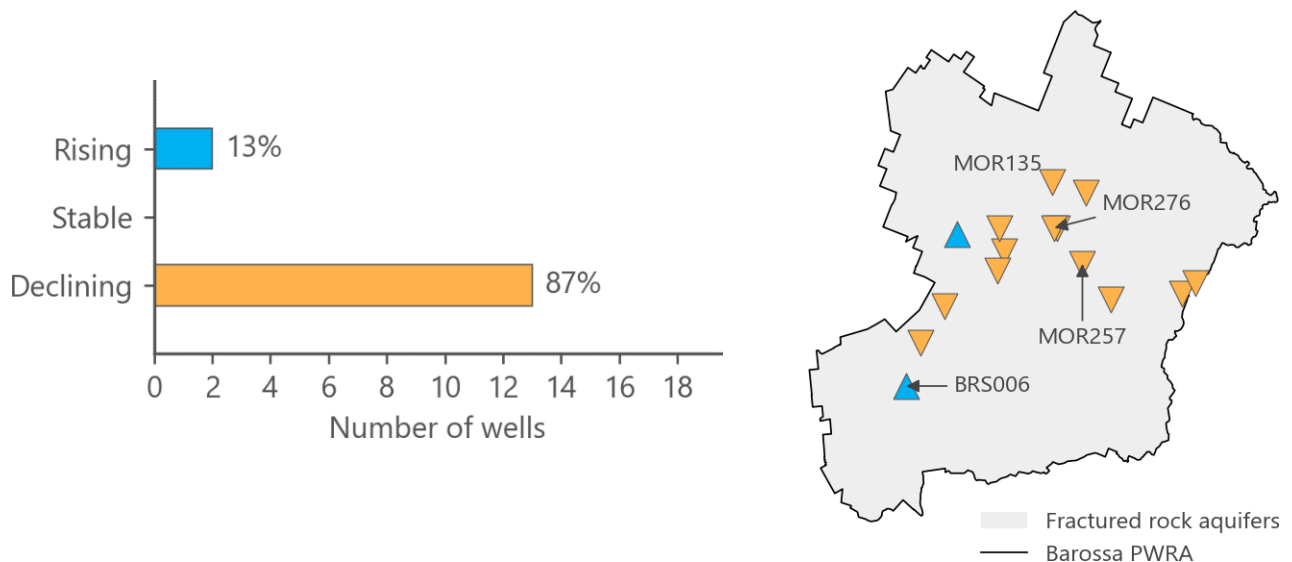 Rising
13%
Stable
Declining
87%
0 2 4 6 8 10 12 14 16 18
Number of wells
MOR135
MOR276
MOR257
BRS006
Fractured rock aquifers
Barossa PWRA